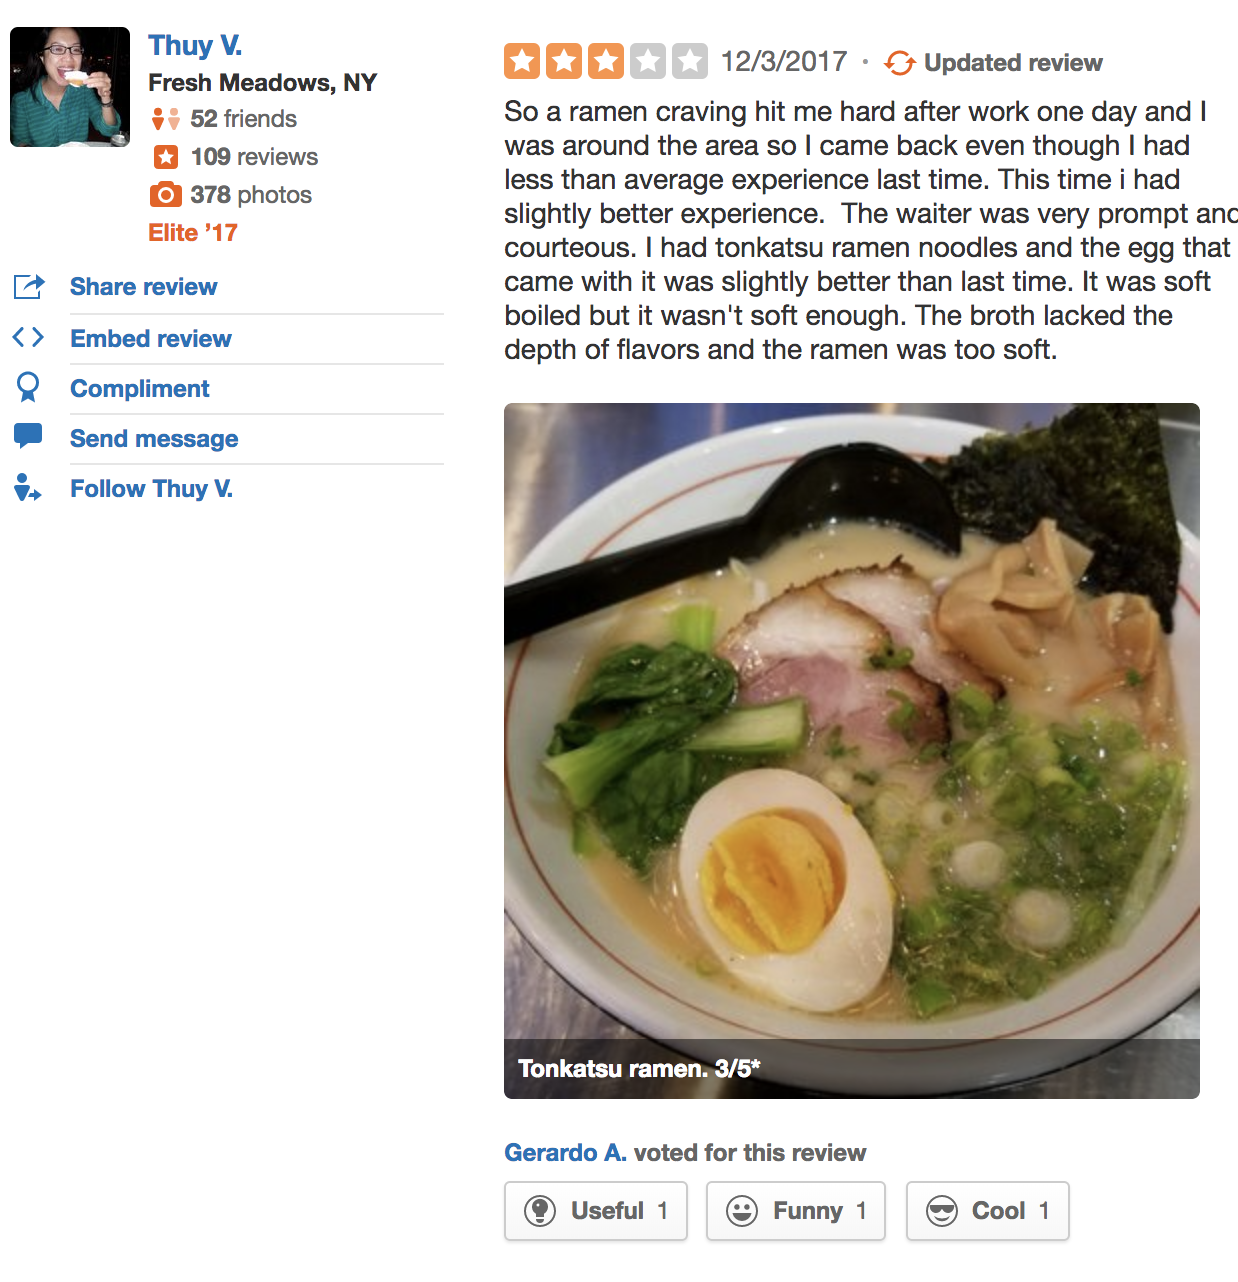 Thuy V.
Fresh Meadows, NY
52 friends
109 reviews
378 photos
Elite ’17
Share review
Embed review
Compliment
Send message
Follow Thuy V.
12/3/2017 · Updated review
So a ramen craving hit me hard after work one day and I
was around the area so I came back even though I had
less than average experience last time. This time i had
slightly better experience.  The waiter was very prompt and
courteous. I had tonkatsu ramen noodles and the egg that
came with it was slightly better than last time. It was soft
boiled but it wasn't soft enough. The broth lacked the
depth of flavors and the ramen was too soft.
Tonkatsu ramen. 3/5*
Gerardo A. voted for this review
Useful 1
Funny 1
Cool 1